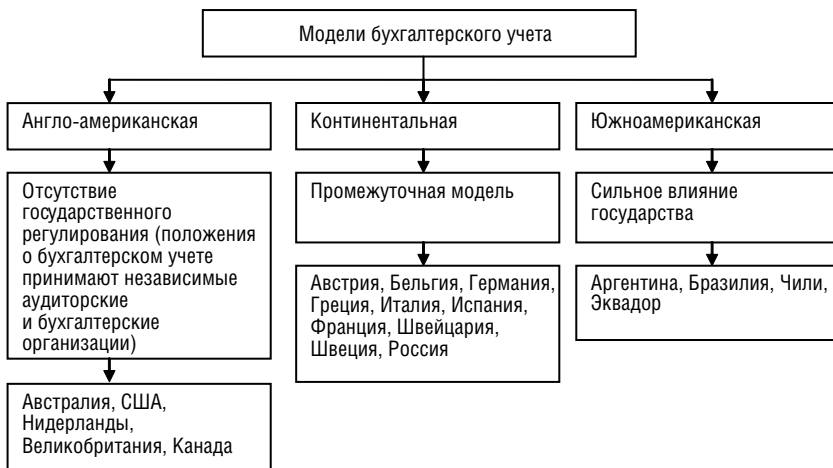 Модели бухгалтерского учета
Англо-американская
Континентальная
Южноамериканская
Отсутствие
государственного
регулирования (положения
о бухгалтерском учете
принимают независимые
аудиторские
и бухгалтерские
организации)
Промежуточная модель
Сильное влияние
государства
Австрия, Бельгия, Германия,
Греция, Италия, Испания,
Франция, Швейцария,
Швеция, Россия
Аргентина, Бразилия, Чили,
Эквадор
Австралия, США,
Нидерланды,
Великобритания, Канада